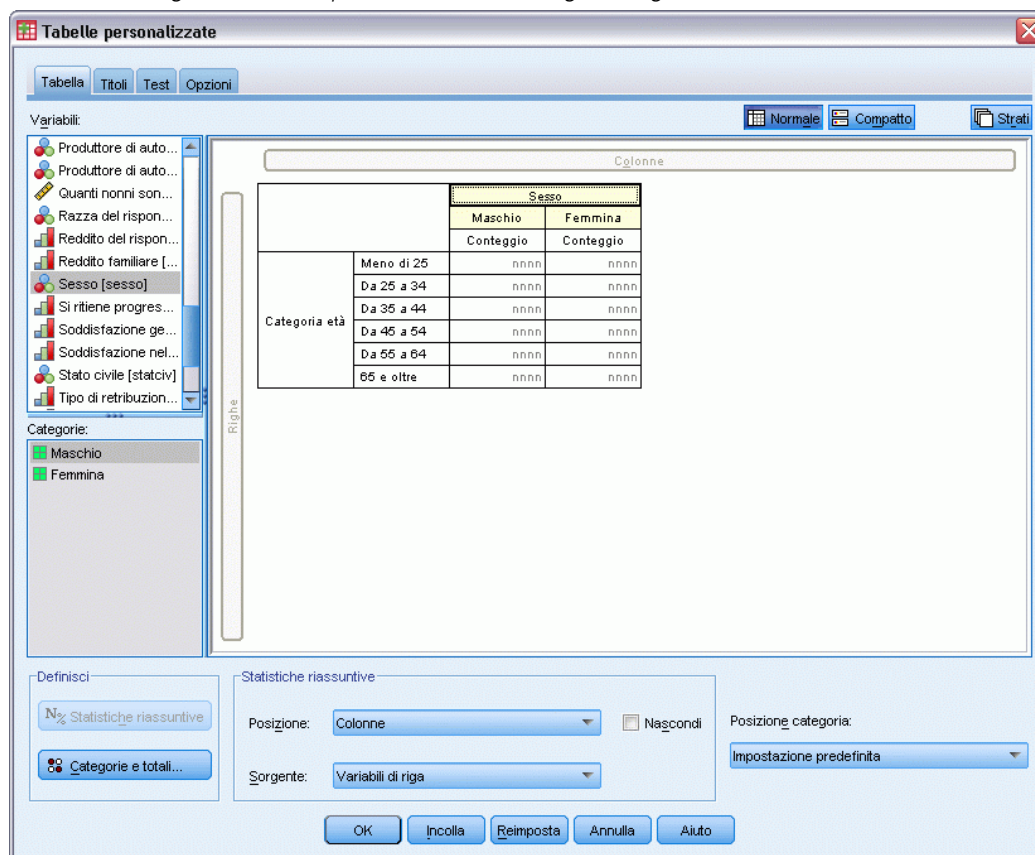 Tabelle personalizzate
Tabella Titoli Test Opzioni
Variabili:
Normale Compatto Strati
Produttore di auto...
Produttore di auto...
Quanti nonni son...
Razza del rispon...
Reddito del rispon...
Reddito familiare [...
Sesso [sesso]
Si ritiene progres...
Soddisfazione ge...
Soddisfazione nel...
Stato civile [statciv]
Tipo di retribuzion...
Categorie:
Maschio
Femmina
Colonne
Righe
Sesso
Maschio Femmina
Conteggio Conteggio
Categoria età
Meno di 25 nnnn nnnn
Da 25 a 34 nnnn nnnn
Da 35 a 44 nnnn nnnn
Da 45 a 54 nnnn nnnn
Da 55 a 64 nnnn nnnn
65 e oltre nnnn nnnn
Definisci
N% Statistiche riassuntive
Categorie e totali...
Statistiche riassuntive
Posizione: Colonne Nascondi
Sorgente: Variabili di riga
Posizione categoria:
Impostazione predefinita
OK Incolla Reimposta Annulla Aiuto